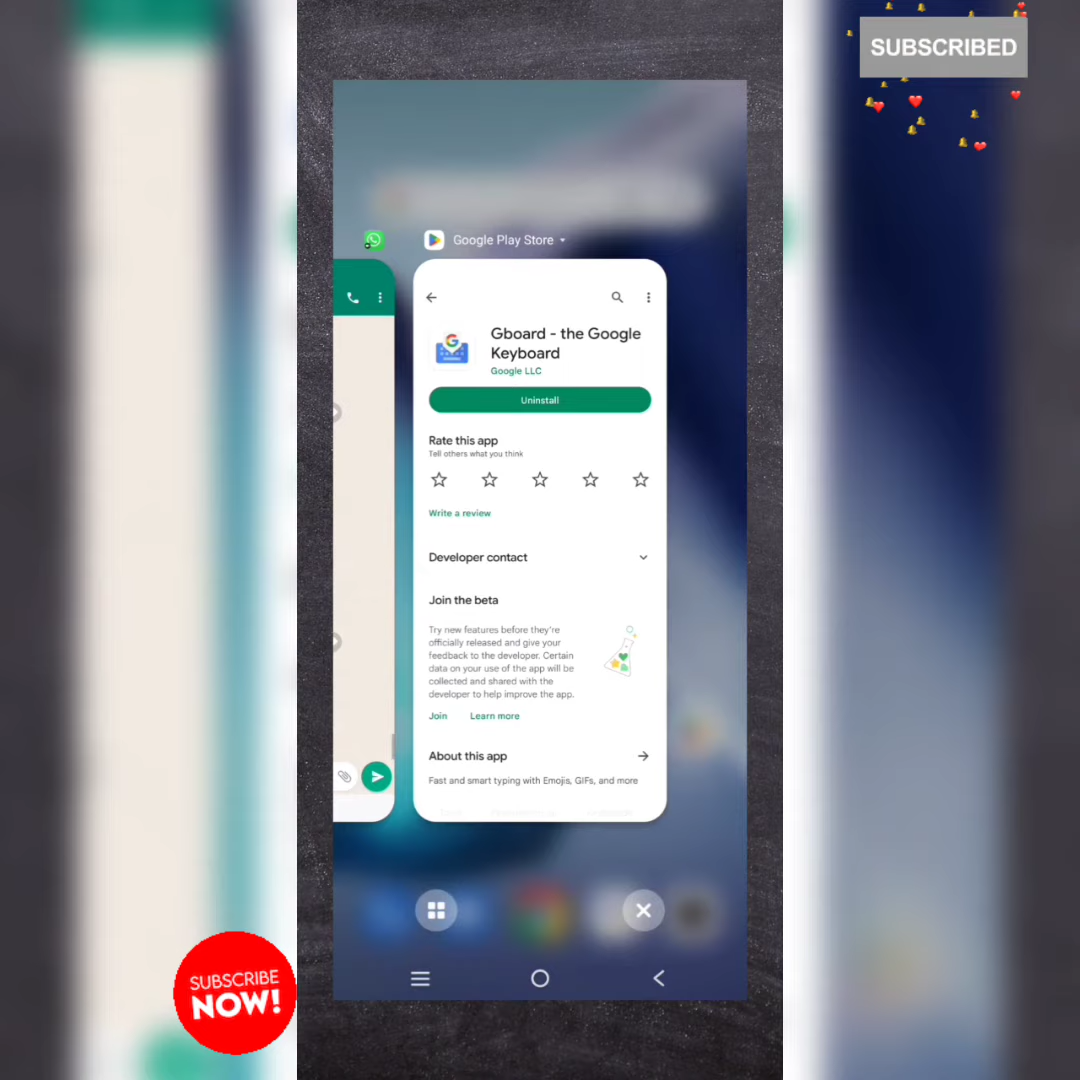 SUBSCRIBED
Google Play Store
Gboard - the Google
Keyboard
Google LLC
Uninstall
Rate this app
Tell others what you think
Write a review
Developer contact
Join the beta
Try new features before they're
officially released and give your
feedback to the developer. Certain
data on your use of the app will be
collected and shared with the
developer to help improve the app.
Join Learn more
About this app
Fast and smart typing with Emojis, GIFs, and more
SUBSCRIBE
NOW!